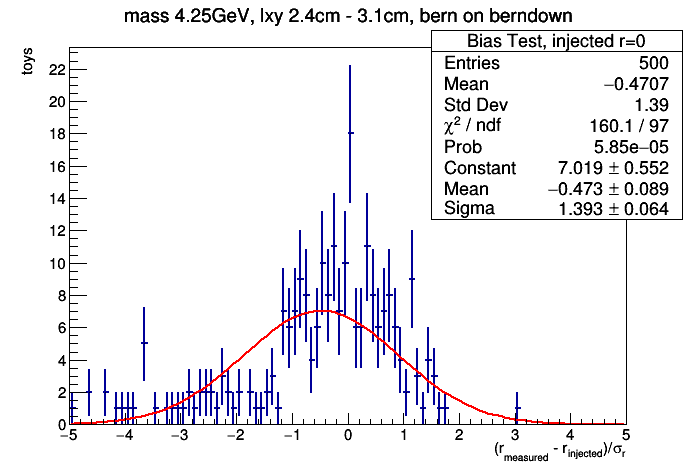 mass 4.25GeV, lxy 2.4cm - 3.1cm, bern on berndown
Bias Test, injected r=0
Entries 500
Mean −0.4707
Std Dev 1.39
χ² / ndf 160.1 / 97
Prob 5.85e−05
Constant 7.019 ± 0.552
Mean −0.473 ± 0.089
Sigma 1.393 ± 0.064
toys
22
20
18
16
14
12
10
8
6
4
2
0
−5 −4 −3 −2 −1 0 1 2 3 4 5
(r_measured - r_injected)/σ_r